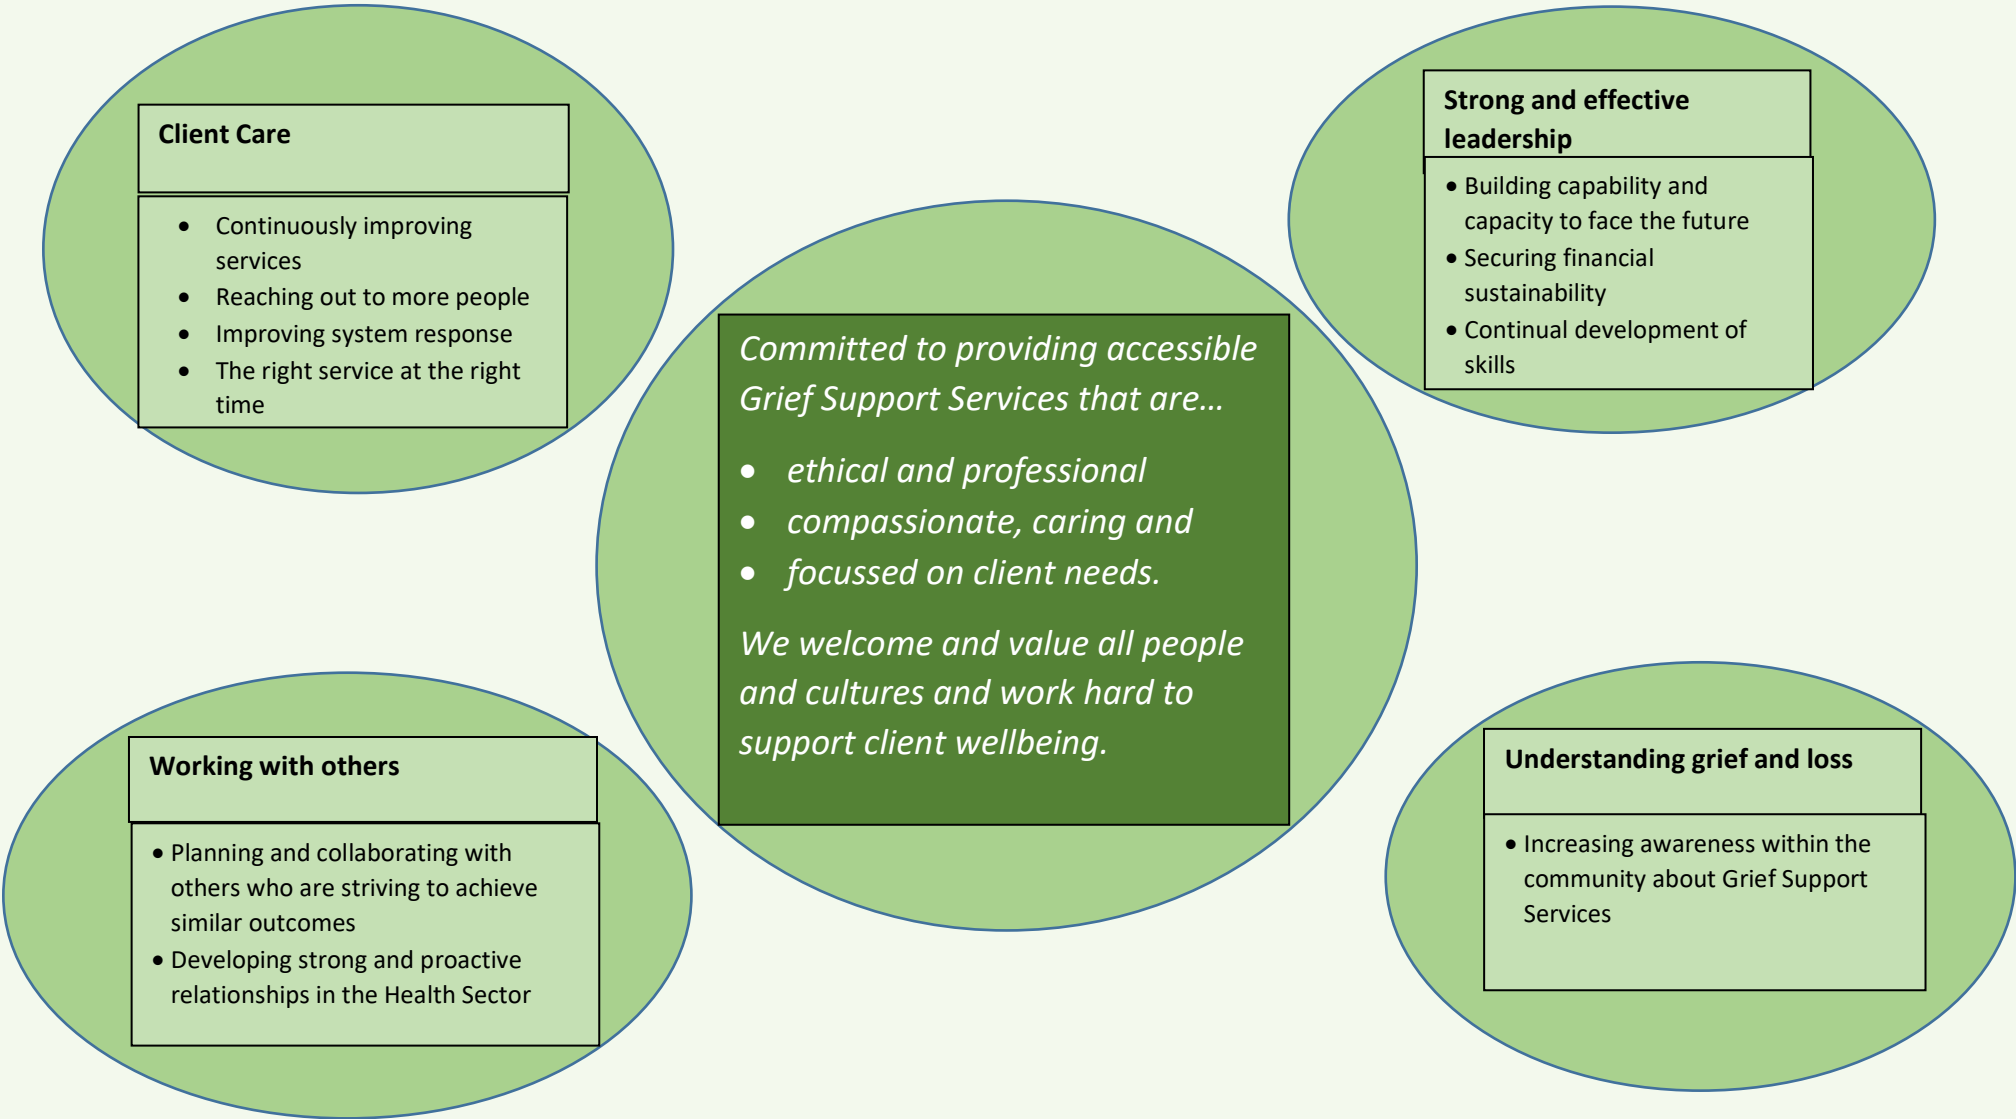 Client Care
• Continuously improving
services
• Reaching out to more people
• Improving system response
• The right service at the right
time
Strong and effective
leadership
• Building capability and
capacity to face the future
• Securing financial
sustainability
• Continual development of
skills
Committed to providing accessible
Grief Support Services that are…
• ethical and professional
• compassionate, caring and
• focussed on client needs.
We welcome and value all people
and cultures and work hard to
support client wellbeing.
Working with others
• Planning and collaborating with
others who are striving to achieve
similar outcomes
• Developing strong and proactive
relationships in the Health Sector
Understanding grief and loss
• Increasing awareness within the
community about Grief Support
Services